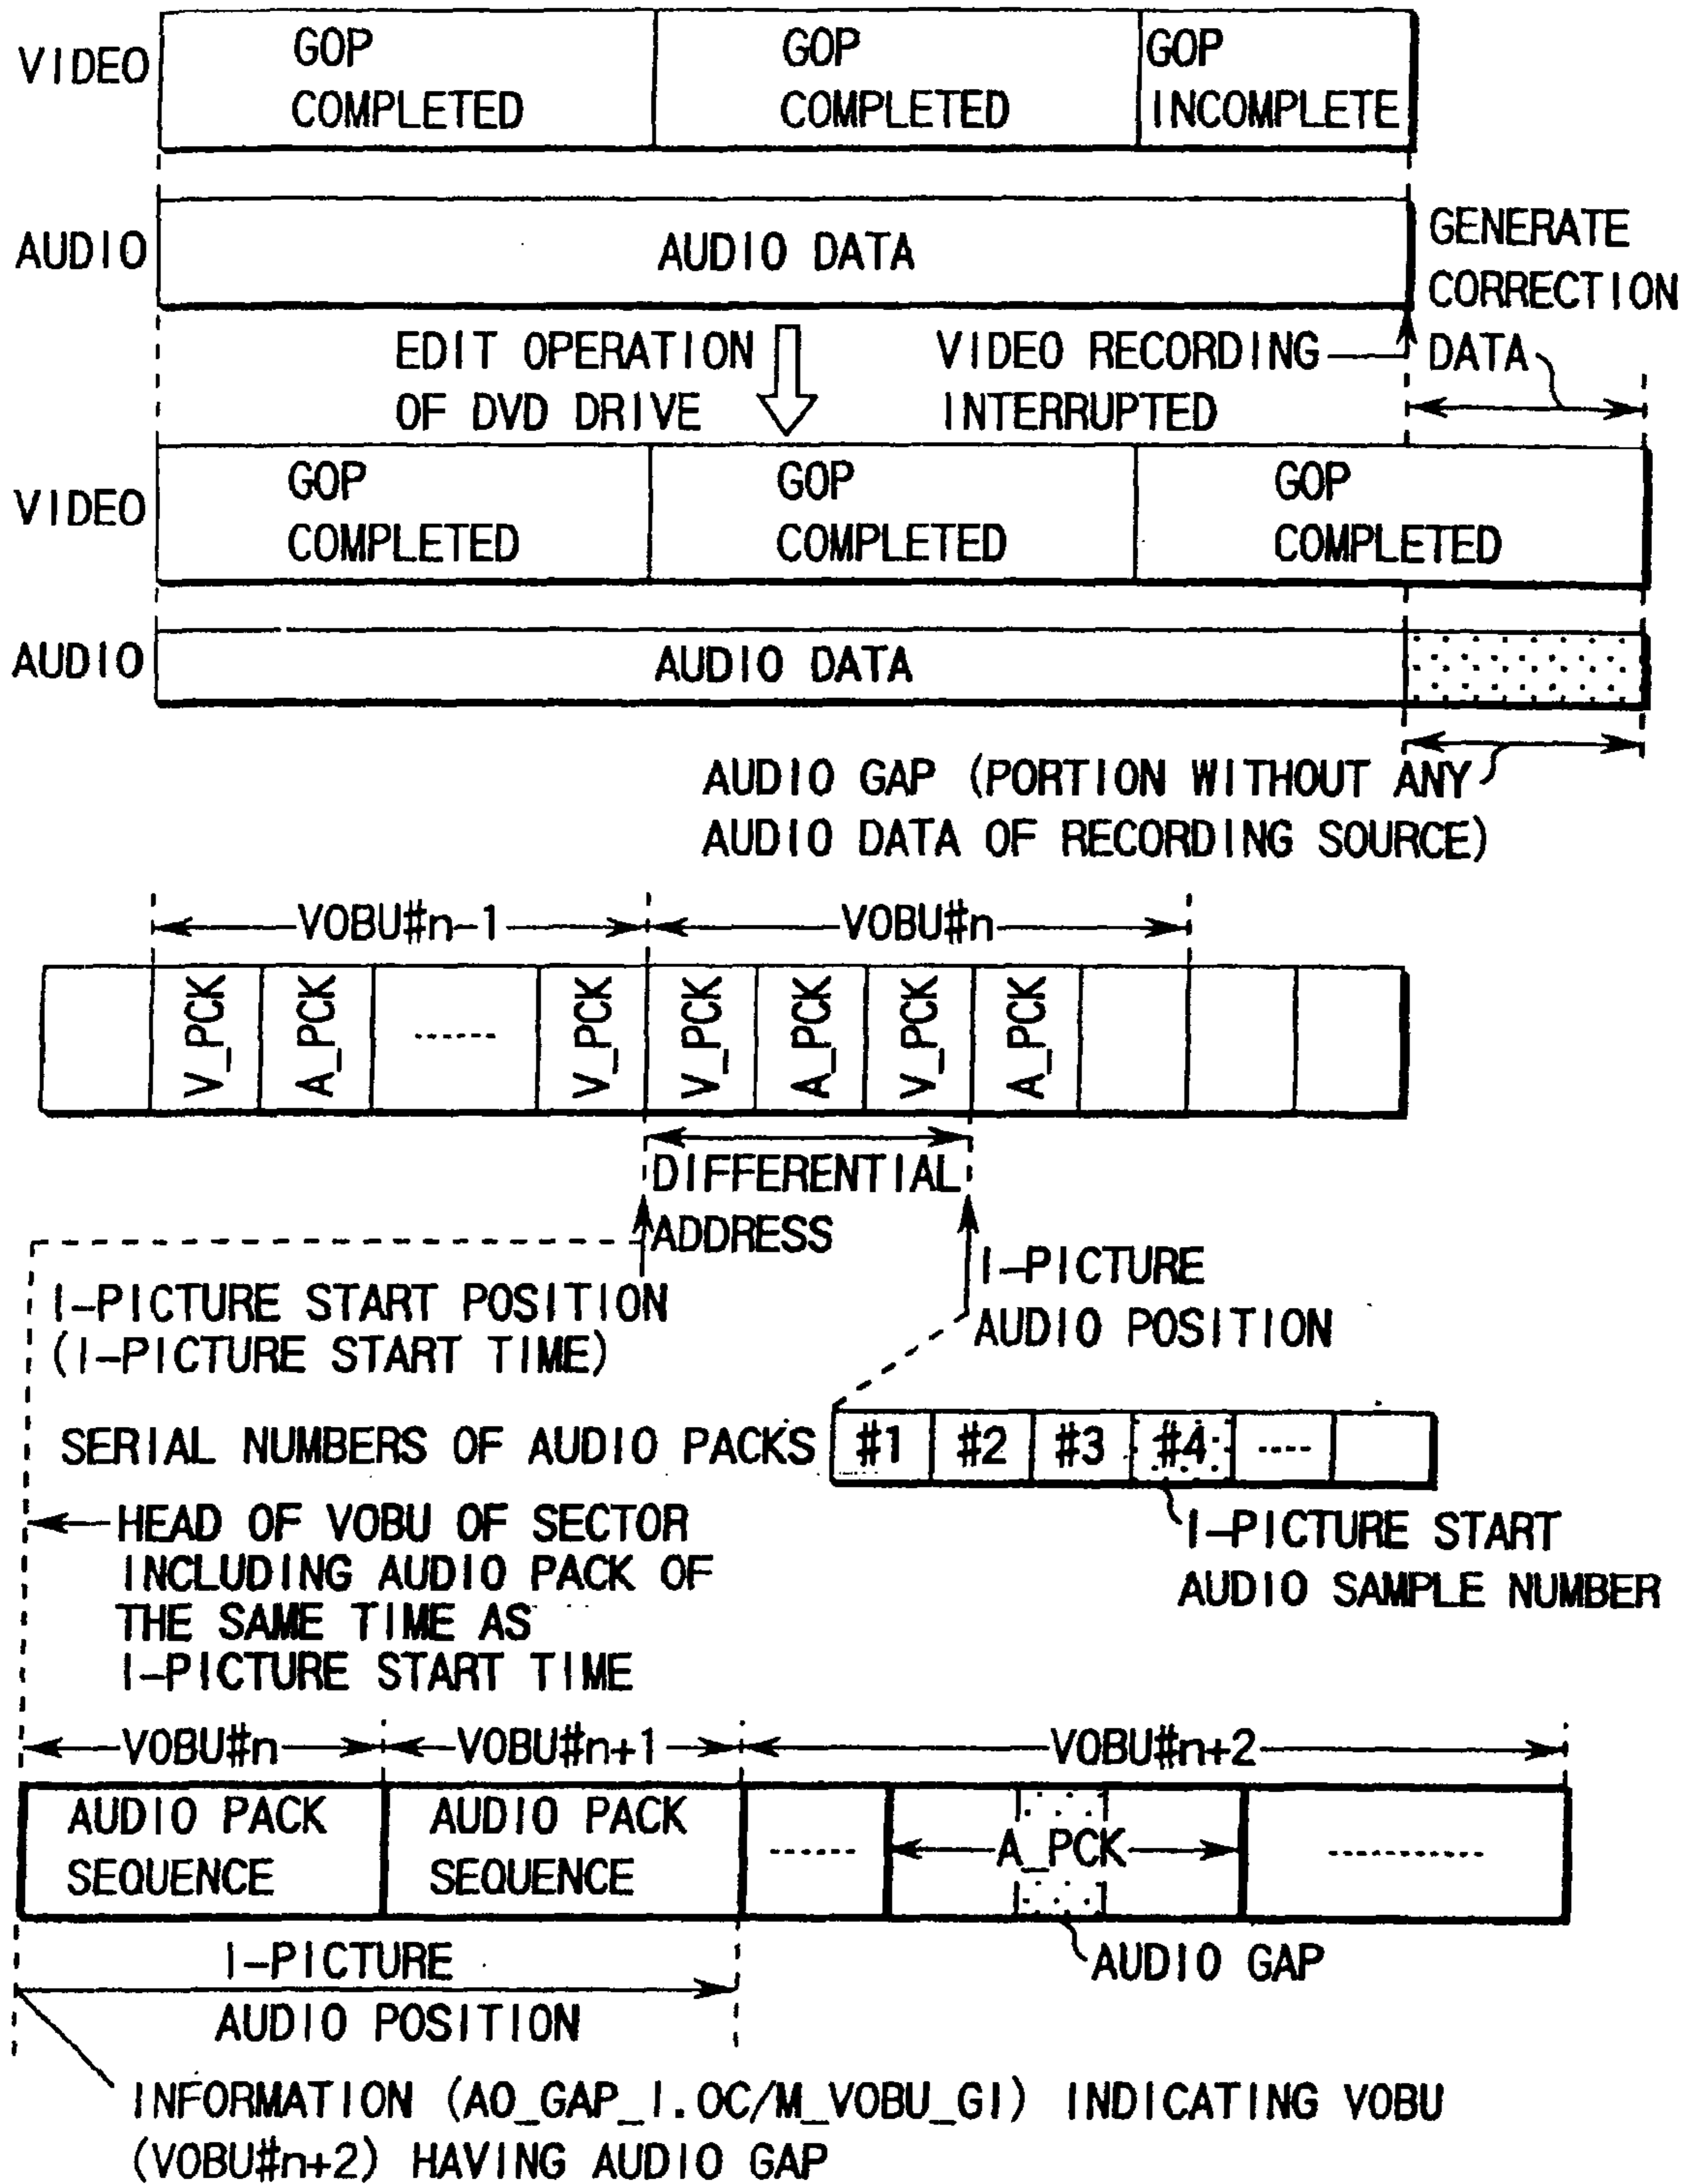 VIDEO
GOP
COMPLETED
GOP
COMPLETED
GOP
INCOMPLETE
AUDIO
AUDIO DATA
GENERATE
CORRECTION
DATA
EDIT OPERATION
OF DVD DRIVE
VIDEO RECORDING
INTERRUPTED
VIDEO
GOP
COMPLETED
GOP
COMPLETED
GOP
COMPLETED
AUDIO
AUDIO DATA
AUDIO GAP (PORTION WITHOUT ANY
AUDIO DATA OF RECORDING SOURCE)
VOBU#n-1
VOBU#n
V_PCK
A_PCK
------
V_PCK
V_PCK
A_PCK
V_PCK
A_PCK
DIFFERENTIAL
ADDRESS
I-PICTURE START POSITION
(I-PICTURE START TIME)
I-PICTURE
AUDIO POSITION
SERIAL NUMBERS OF AUDIO PACKS
#1
#2
#3
#4
----
I-PICTURE START
AUDIO SAMPLE NUMBER
HEAD OF VOBU OF SECTOR
INCLUDING AUDIO PACK OF
THE SAME TIME AS
I-PICTURE START TIME
VOBU#n
VOBU#n+1
VOBU#n+2
AUDIO PACK
SEQUENCE
AUDIO PACK
SEQUENCE
------
A_PCK
-----------
AUDIO GAP
I-PICTURE
AUDIO POSITION
INFORMATION (AO_GAP_I.OC/M_VOBU_GI) INDICATING VOBU
(VOBU#n+2) HAVING AUDIO GAP